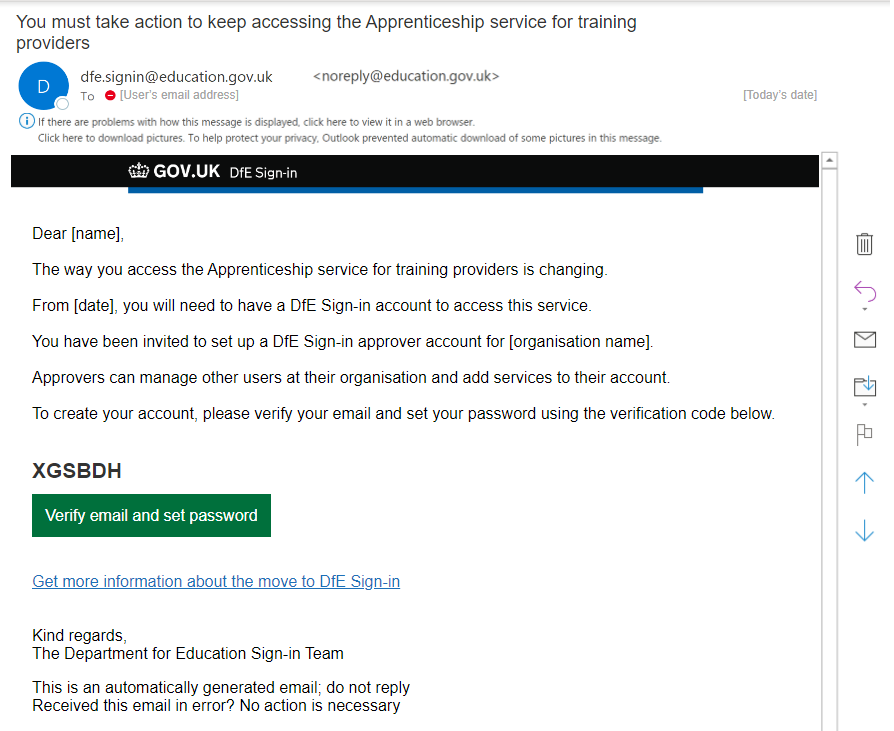 You must take action to keep accessing the Apprenticeship service for training
providers
D
dfe.signin@education.gov.uk <noreply@education.gov.uk>
To [User's email address] [Today's date]
If there are problems with how this message is displayed, click here to view it in a web browser.
Click here to download pictures. To help protect your privacy, Outlook prevented automatic download of some pictures in this message.
GOV.UK DfE Sign-in
Dear [name],
The way you access the Apprenticeship service for training providers is changing.
From [date], you will need to have a DfE Sign-in account to access this service.
You have been invited to set up a DfE Sign-in approver account for [organisation name].
Approvers can manage other users at their organisation and add services to their account.
To create your account, please verify your email and set your password using the verification code below.
XGSBDH
Verify email and set password
Get more information about the move to DfE Sign-in
Kind regards,
The Department for Education Sign-in Team
This is an automatically generated email; do not reply
Received this email in error? No action is necessary